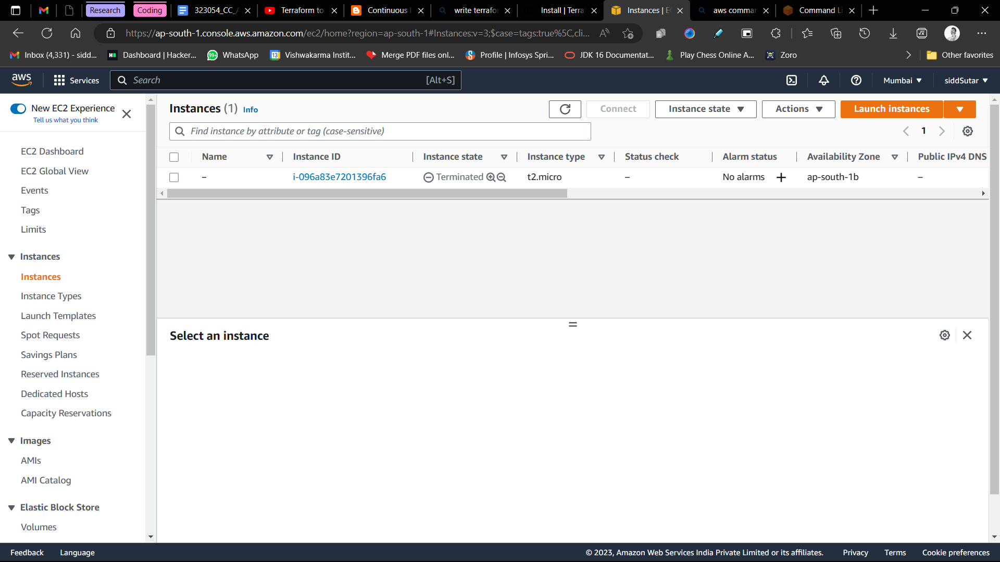 Research
Coding
323054_CC_A
Terraform to
Continuous I
write terrafor
Install | Terra
Instances | EC
aws comman
Command Li
https://ap-south-1.console.aws.amazon.com/ec2/home?region=ap-south-1#Instances:v=3;$case=tags:true%5C,cli...
Inbox (4,331) - sidd...
Dashboard | Hacker...
99+
WhatsApp
13
Vishwakarma Instit...
Merge PDF files onl...
Profile | Infosys Spri...
JDK 16 Documentat...
Play Chess Online A...
Zoro
Other favorites
aws
Services
Search
[Alt+S]
Mumbai
siddSutar
New EC2 Experience
Tell us what you think
EC2 Dashboard
EC2 Global View
Events
Tags
Limits
Instances
Instances
Instance Types
Launch Templates
Spot Requests
Savings Plans
Reserved Instances
Dedicated Hosts
Capacity Reservations
Images
AMIs
AMI Catalog
Elastic Block Store
Volumes
Instances (1) Info
Connect
Instance state
Actions
Launch instances
Find instance by attribute or tag (case-sensitive)
1
Name Instance ID Instance state Instance type Status check Alarm status Availability Zone Public IPv4 DNS
– i-096a83e7201396fa6 Terminated t2.micro – No alarms + ap-south-1b –
Select an instance
Feedback Language
© 2023, Amazon Web Services India Private Limited or its affiliates. Privacy Terms Cookie preferences